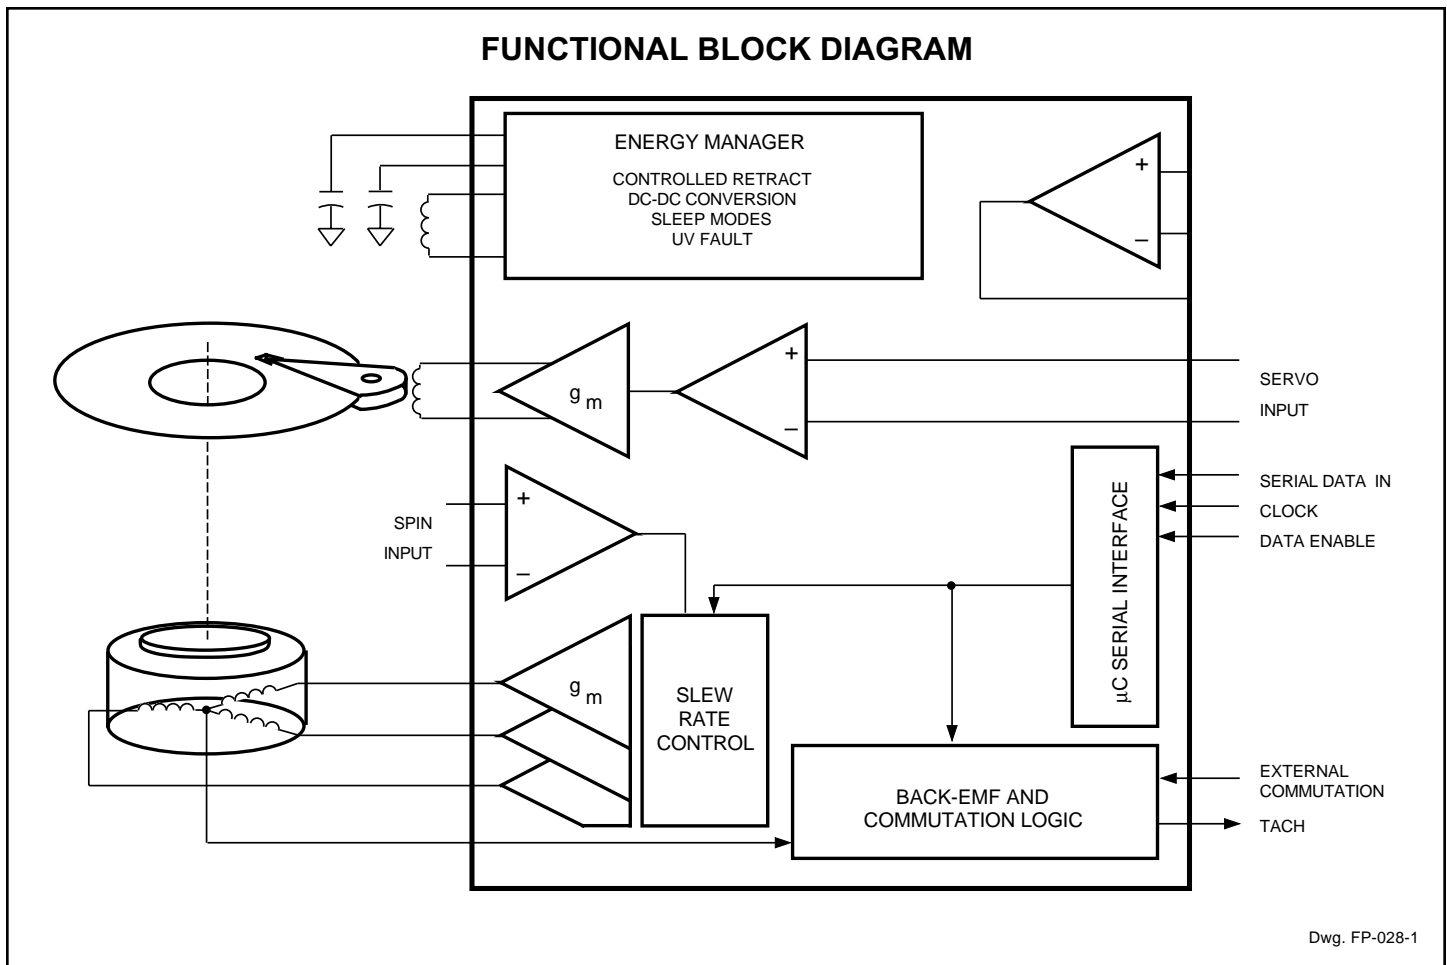 FUNCTIONAL BLOCK DIAGRAM
ENERGY MANAGER
CONTROLLED RETRACT
DC-DC CONVERSION
SLEEP MODES
UV FAULT
+
–
g m
+
–
SERVO
INPUT
SPIN
INPUT
+
–
µC SERIAL INTERFACE
SERIAL DATA IN
CLOCK
DATA ENABLE
g m
SLEW
RATE
CONTROL
BACK-EMF AND
COMMUTATION LOGIC
EXTERNAL
COMMUTATION
TACH
Dwg. FP-028-1